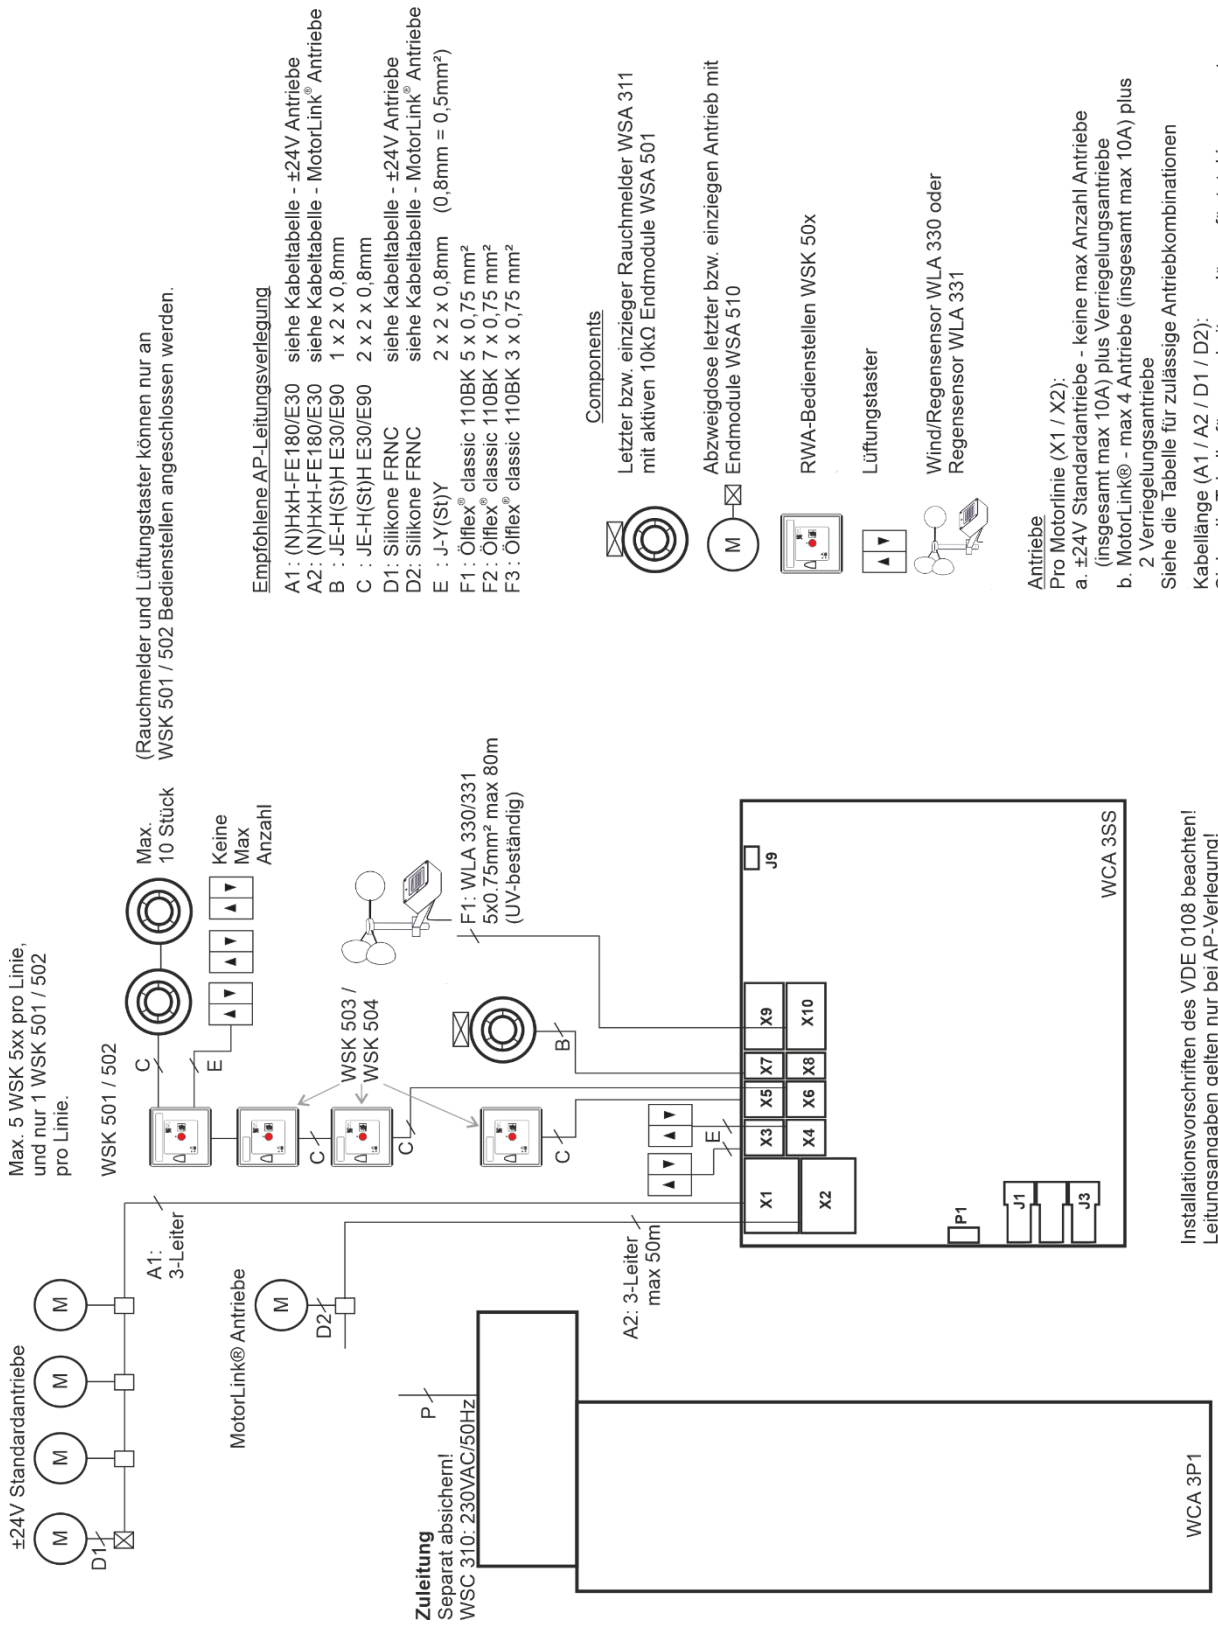 ±24V Standardantriebe
M
M
M
M
D1
A1:
3-Leiter
MotorLink® Antriebe
M
D2
A2: 3-Leiter
max 50m
Zuleitung
Separat absichern!
WSC 310: 230VAC/50Hz
P
WCA 3P1
Max. 5 WSK 5xx pro Linie,
und nur 1 WSK 501 / 502
pro Linie.
WSK 501 / 502
C
E
Max.
10 Stück
Keine
Max
Anzahl
(Rauchmelder und Lüftungstaster können nur an
WSK 501 / 502 Bedienstellen angeschlossen werden.
C
C
WSK 503 /
WSK 504
C
B
E
F1: WLA 330/331
5x0.75mm² max 80m
(UV-beständig)
X1
X2
X3
X4
X5
X6
X7
X8
X9
X10
J9
P1
J1
J3
WCA 3SS
Installationsvorschriften des VDE 0108 beachten!
Leitungsangaben gelten nur bei AP-Verlegung!
Empfohlene AP-Leitungsverlegung
A1: (N)HxH-FE180/E30 siehe Kabeltabelle - ±24V Antriebe
A2: (N)HxH-FE180/E30 siehe Kabeltabelle - MotorLink® Antriebe
B : JE-H(St)H E30/E90 1 x 2 x 0,8mm
C : JE-H(St)H E30/E90 2 x 2 x 0,8mm
D1: Silikone FRNC siehe Kabeltabelle - ±24V Antriebe
D2: Silikone FRNC siehe Kabeltabelle - MotorLink® Antriebe
E : J-Y(St)Y 2 x 2 x 0,8mm (0,8mm = 0,5mm²)
F1: Ölflex® classic 110BK 5 x 0,75 mm²
F2: Ölflex® classic 110BK 7 x 0,75 mm²
F3: Ölflex® classic 110BK 3 x 0,75 mm²
Components
Letzter bzw. einzieger Rauchmelder WSA 311
mit aktiven 10kΩ Endmodule WSA 501
M
Abzweigdose letzter bzw. einziegen Antrieb mit
Endmodule WSA 510
RWA-Bedienstellen WSK 50x
Lüftungstaster
Wind/Regensensor WLA 330 oder
Regensensor WLA 331
Antriebe
Pro Motorlinie (X1 / X2):
a. ±24V Standardantriebe - keine max Anzahl Antriebe
(insgesamt max 10A) plus Verriegelungsantriebe
b. MotorLink® - max 4 Antriebe (insgesamt max 10A) plus
2 Verriegelungsantriebe
Siehe die Tabelle für zulässige Antriebkombinationen
Kabellänge (A1 / A2 / D1 / D2):